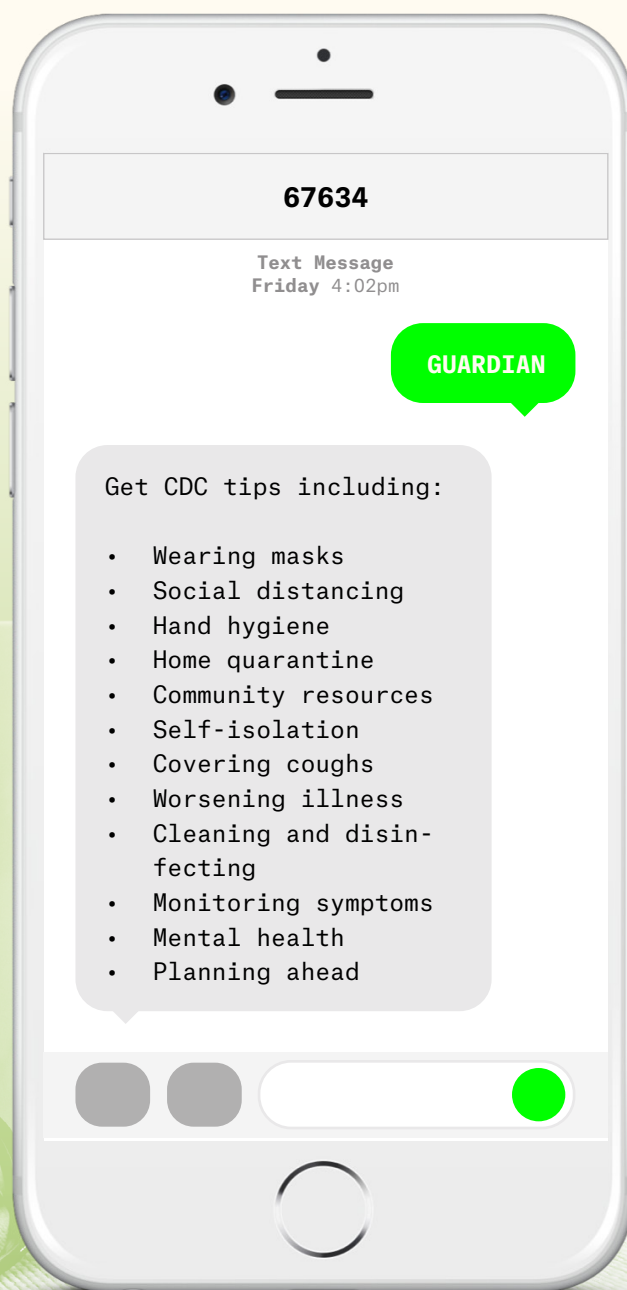 67634
Text Message
Friday 4:02pm
GUARDIAN
Get CDC tips including:
• Wearing masks
• Social distancing
• Hand hygiene
• Home quarantine
• Community resources
• Self-isolation
• Covering coughs
• Worsening illness
• Cleaning and disin-
fecting
• Monitoring symptoms
• Mental health
• Planning ahead